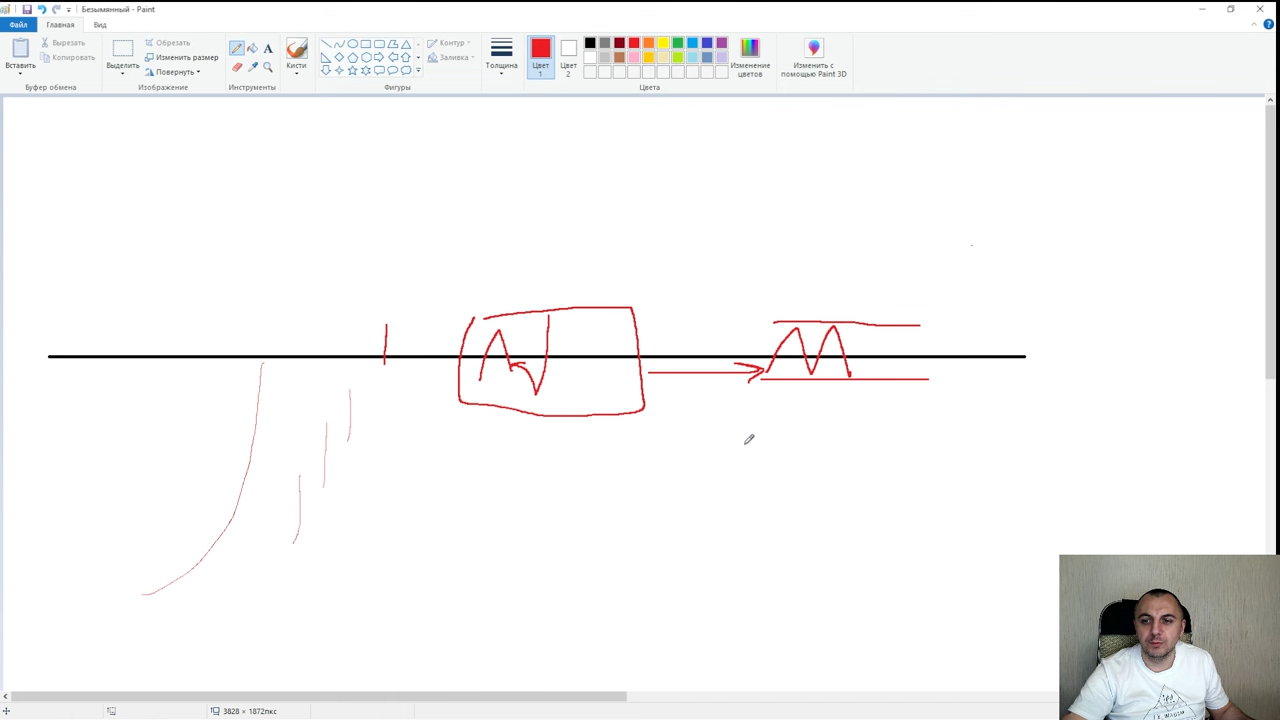 Безымянный - Paint
Файл
Главная
Вид
Вставить
Вырезать
Копировать
Буфер обмена
Выделить
Обрезать
Изменить размер
Повернуть
Изображение
A
Инструменты
Кисти
Контур
Заливка
Фигуры
Толщина
Цвет
1
Цвет
2
Цвета
Изменение
цветов
Изменить с
помощью Paint 3D
3828 × 1872пкс